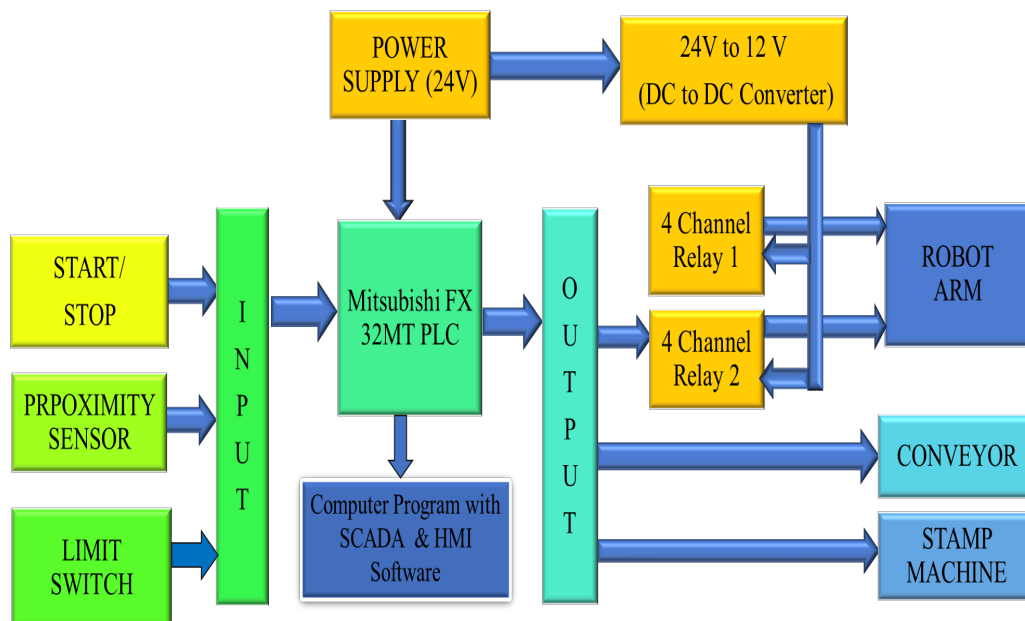 POWER
SUPPLY (24V)
24V to 12 V
(DC to DC Converter)
START/
STOP
PRPOXIMITY
SENSOR
LIMIT
SWITCH
I
N
P
U
T
Mitsubishi FX
32MT PLC
Computer Program with
SCADA & HMI
Software
O
U
T
P
U
T
4 Channel
Relay 1
4 Channel
Relay 2
ROBOT
ARM
CONVEYOR
STAMP
MACHINE